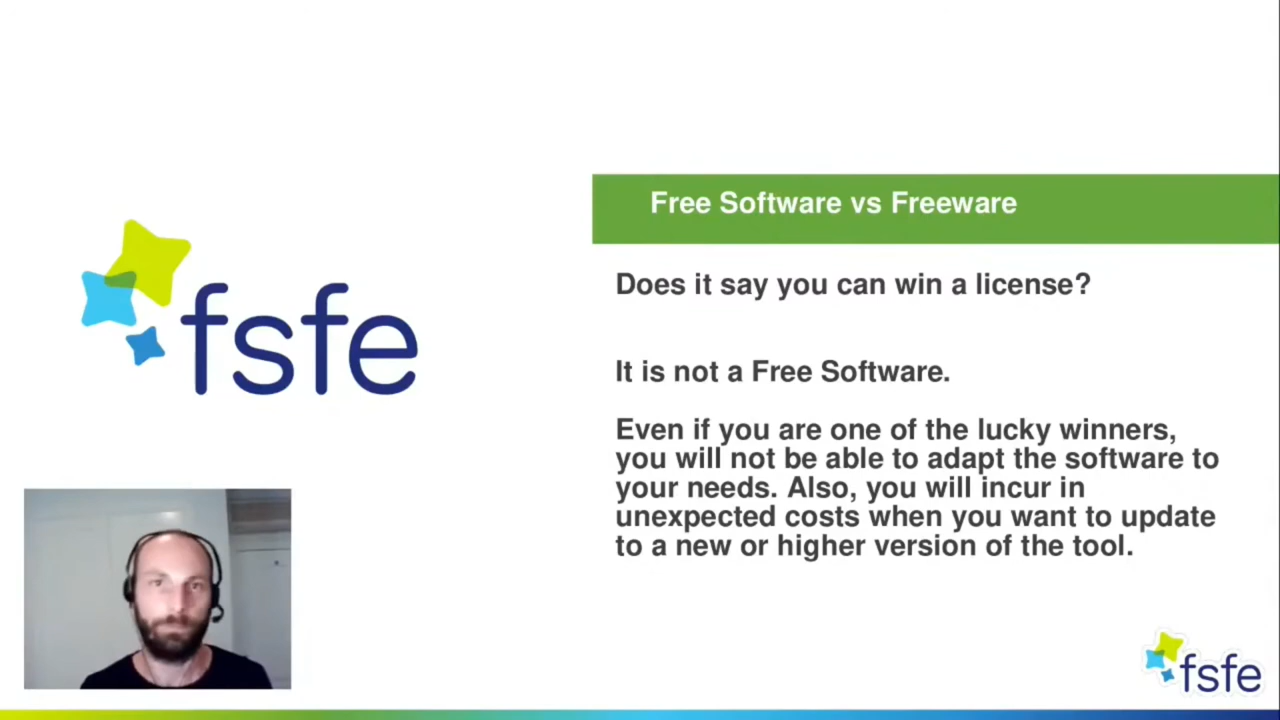 Free Software vs Freeware
fsfe
Does it say you can win a license?
It is not a Free Software.
Even if you are one of the lucky winners,
you will not be able to adapt the software to
your needs. Also, you will incur in
unexpected costs when you want to update
to a new or higher version of the tool.
fsfe